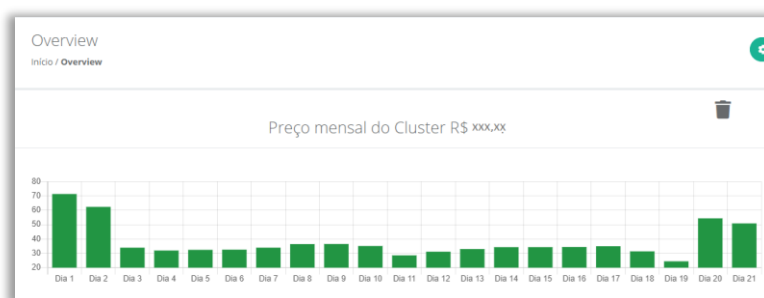 Overview
Início / Overview
Preço mensal do Cluster R$ xxx,xx
80
70
60
50
40
30
20
Dia 1 Dia 2 Dia 3 Dia 4 Dia 5 Dia 6 Dia 7 Dia 8 Dia 9 Dia 10 Dia 11 Dia 12 Dia 13 Dia 14 Dia 15 Dia 16 Dia 17 Dia 18 Dia 19 Dia 20 Dia 21